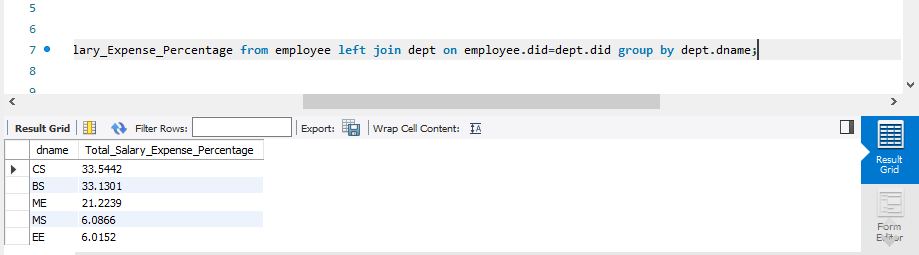 5
6
7 lary_Expense_Percentage from employee left join dept on employee.did=dept.did group by dept.dname;
8
9
Result Grid Filter Rows: Export: Wrap Cell Content:
dname Total_Salary_Expense_Percentage
CS 33.5442
BS 33.1301
ME 21.2239
MS 6.0866
EE 6.0152
Result
Grid
Form
Editor